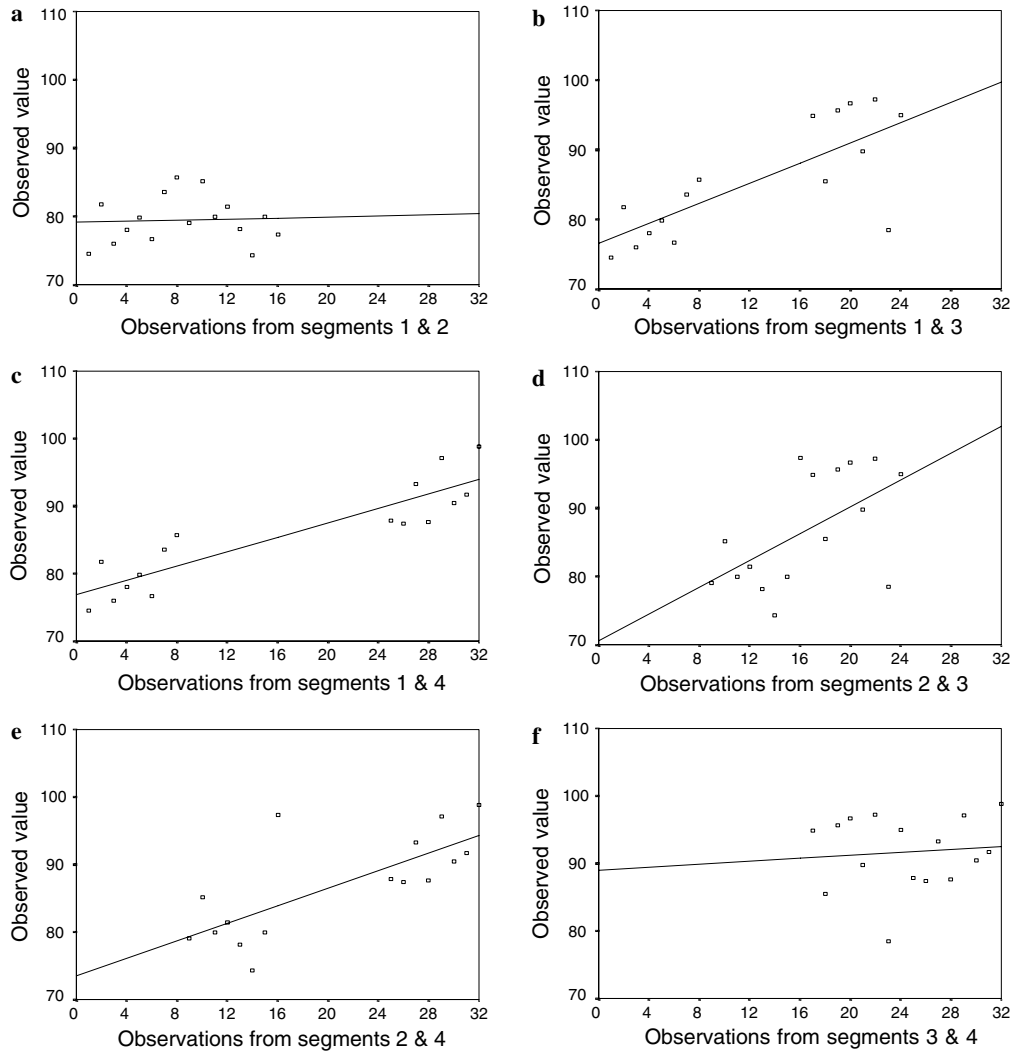 a
110
100
90
80
70
Observed value
0 4 8 12 16 20 24 28 32
Observations from segments 1 & 2
b
110
100
90
80
70
Observed value
0 4 8 12 16 20 24 28 32
Observations from segments 1 & 3
c
110
100
90
80
70
Observed value
0 4 8 12 16 20 24 28 32
Observations from segments 1 & 4
d
110
100
90
80
70
Observed value
0 4 8 12 16 20 24 28 32
Observations from segments 2 & 3
e
110
100
90
80
70
Observed value
0 4 8 12 16 20 24 28 32
Observations from segments 2 & 4
f
110
100
90
80
70
Observed value
0 4 8 12 16 20 24 28 32
Observations from segments 3 & 4